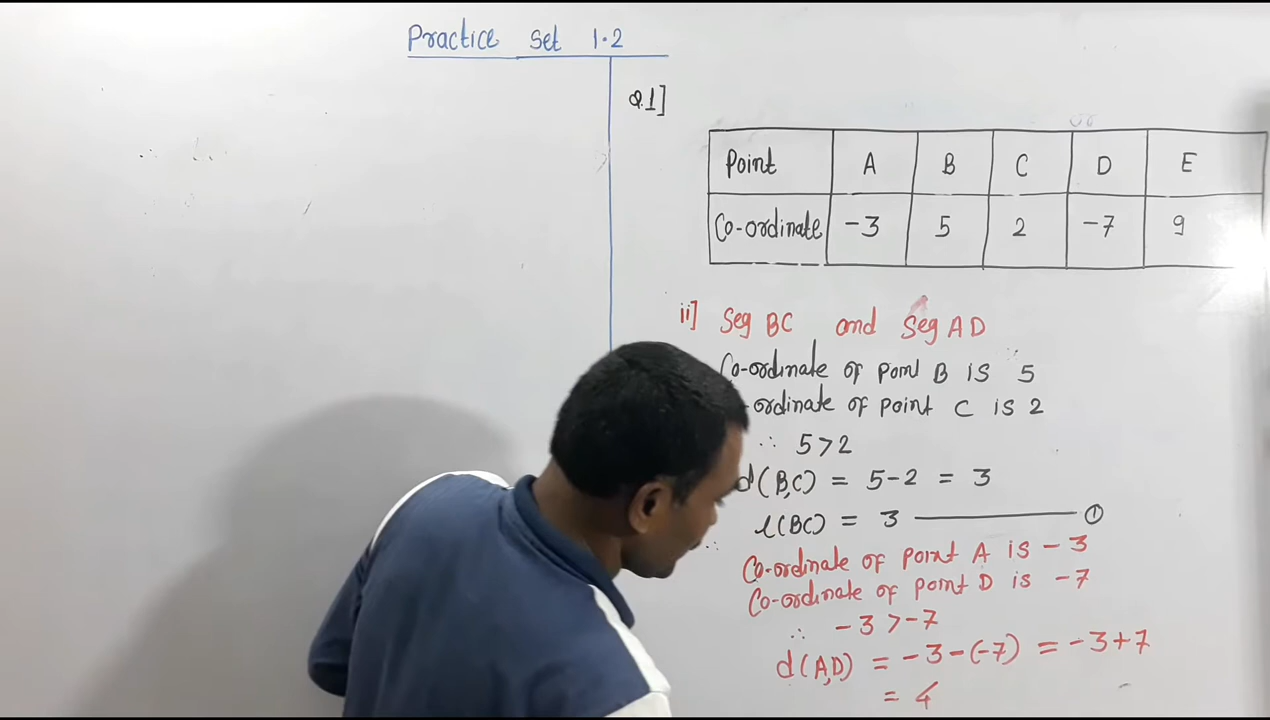 Practice Set 1.2
Q.1]
Point A B C D E
Co-ordinate -3 5 2 -7 9
ii] Seg BC and Seg AD
Co-ordinate of point B is 5
ordinate of point C is 2
∴ 5>2
d(B,C) = 5-2 = 3
∴ l(BC) = 3 ①
Co-ordinate of point A is -3
Co-ordinate of point D is -7
∴ -3 > -7
d(A,D) = -3-(-7) = -3+7
= 4